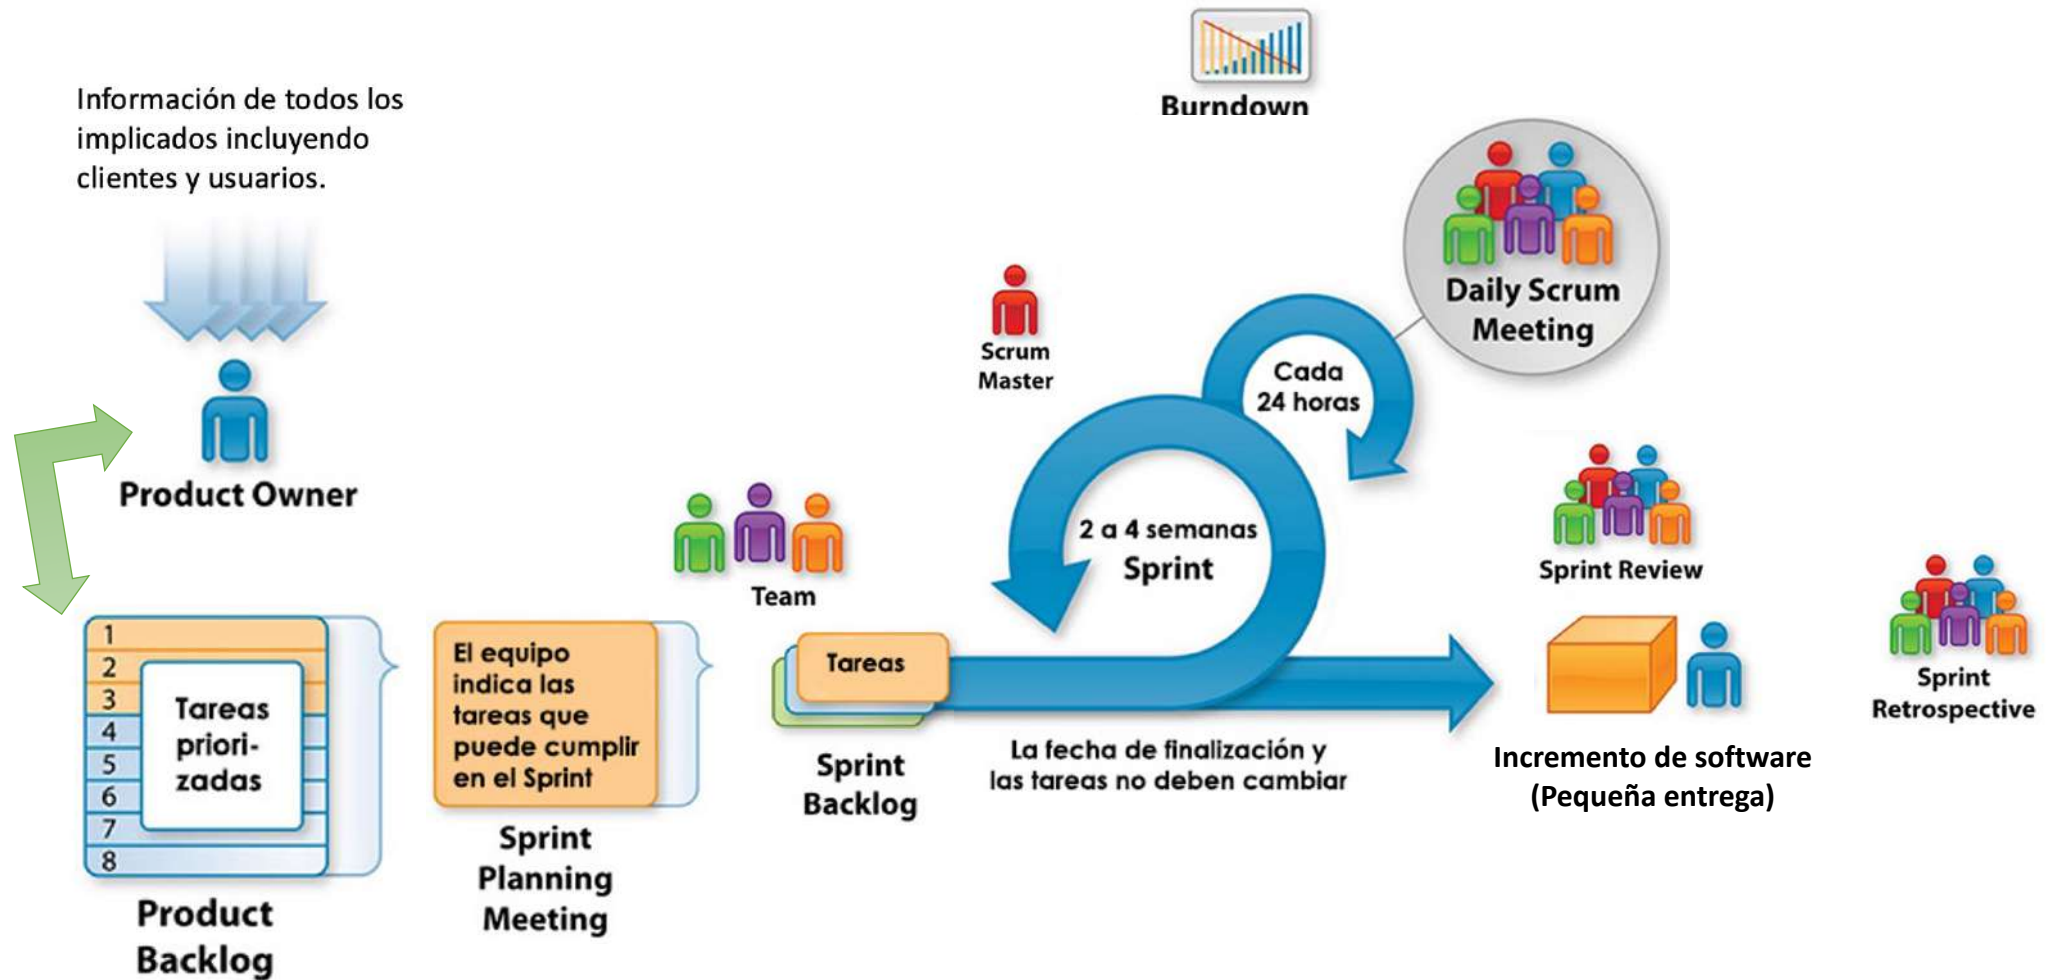 Información de todos los
implicados incluyendo
clientes y usuarios.
Product Owner
1
2
3
4
5
6
7
8
Tareas
priori-
zadas
Product
Backlog
El equipo
indica las
tareas que
puede cumplir
en el Sprint
Sprint
Planning
Meeting
Team
Tareas
Sprint
Backlog
Scrum
Master
2 a 4 semanas
Sprint
La fecha de finalización y
las tareas no deben cambiar
Burndown
Cada
24 horas
Daily Scrum
Meeting
Sprint Review
Incremento de software
(Pequeña entrega)
Sprint
Retrospective